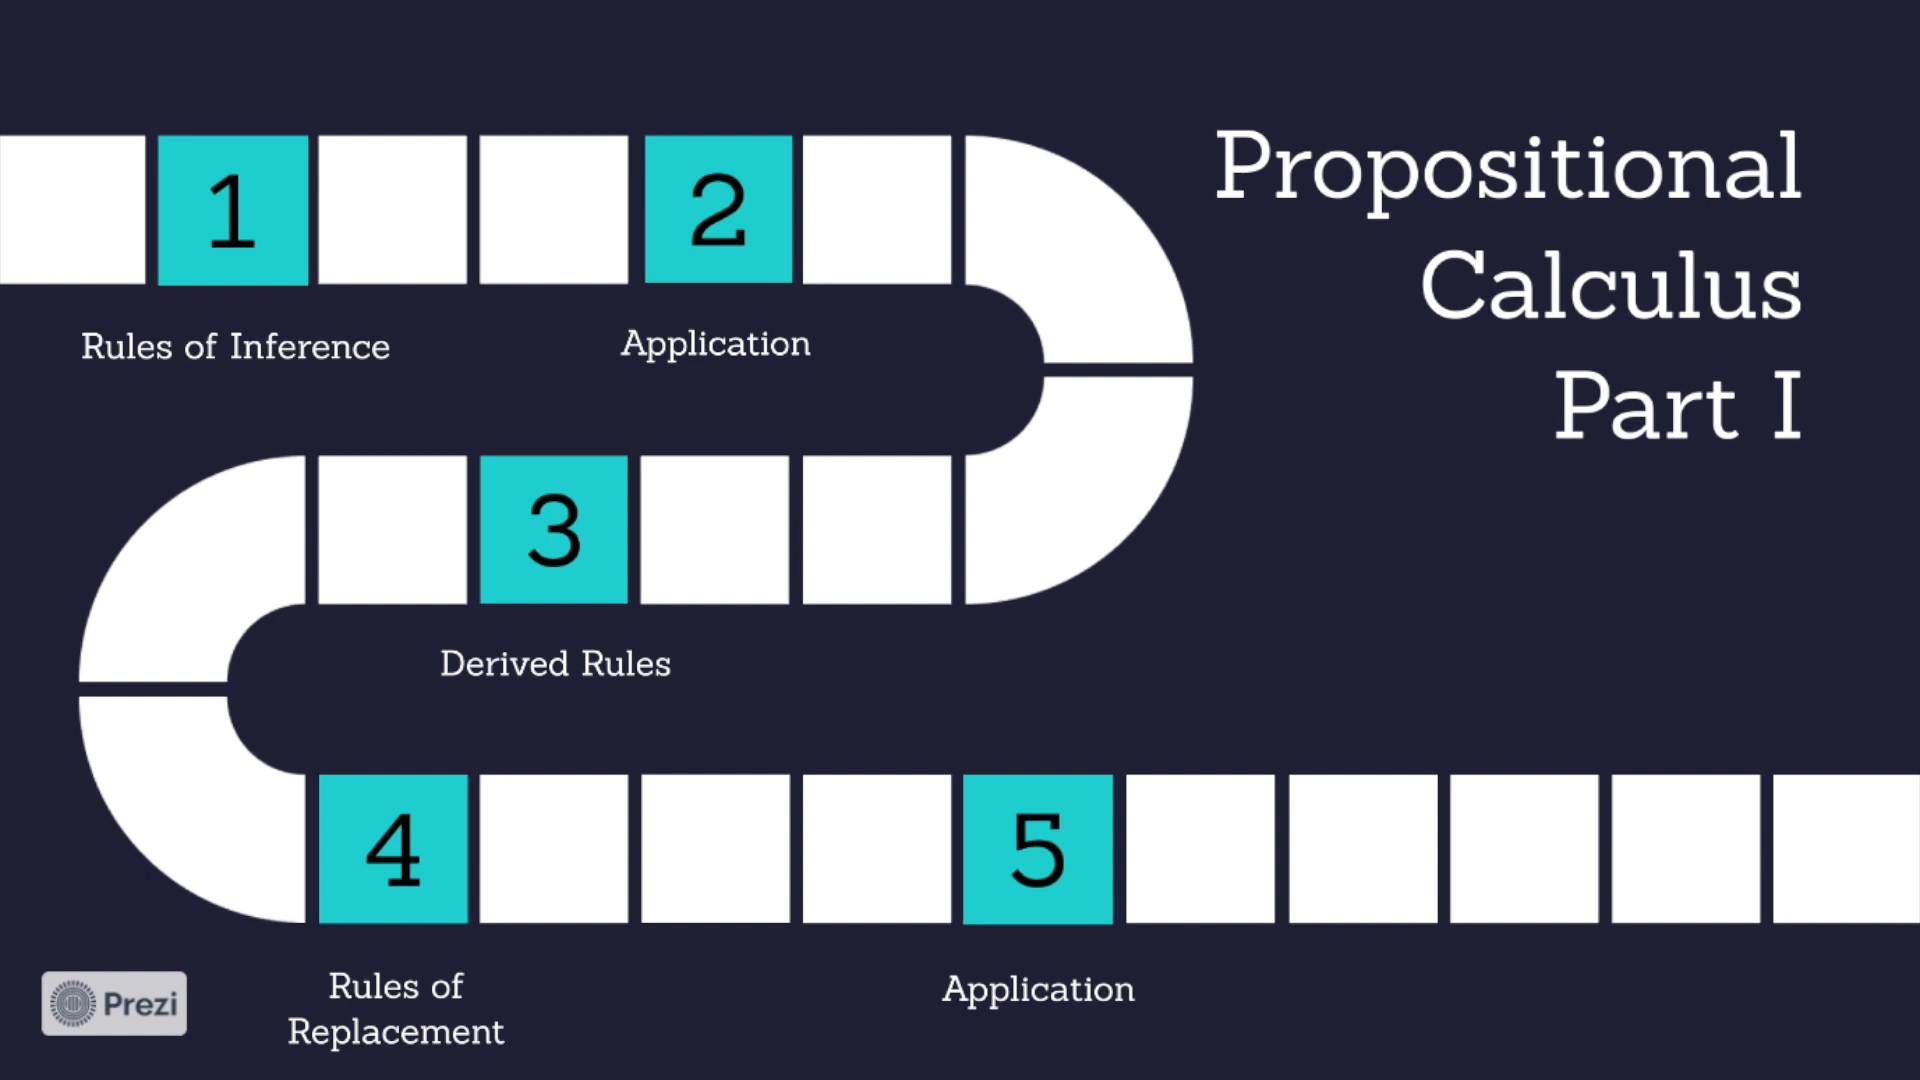 Propositional
Calculus
Part I
1
2
Rules of Inference
Application
3
Derived Rules
4
5
Rules of
Replacement
Application
Prezi